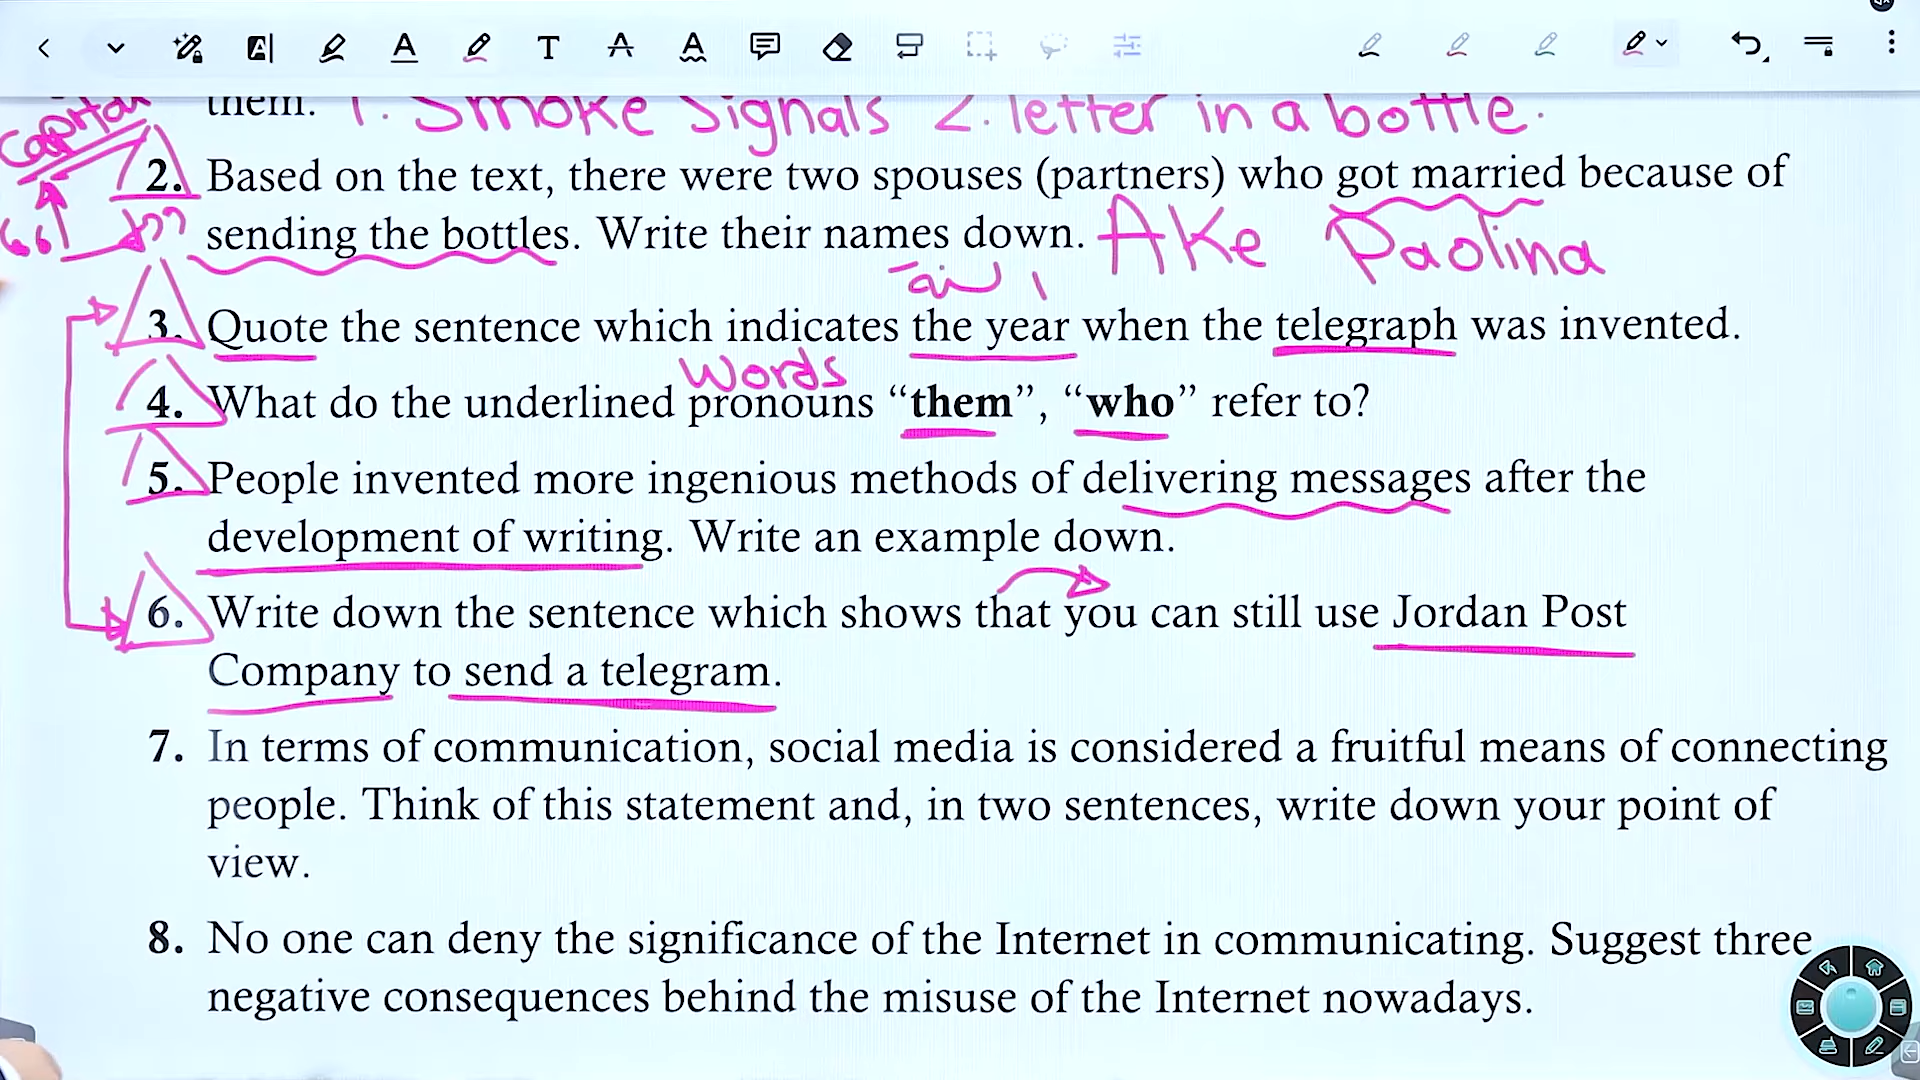 them. 1. Smoke Signals 2. letter in a bottle.
Capital
2. Based on the text, there were two spouses (partners) who got married because of
sending the bottles. Write their names down. Ake Paolina
3. Quote the sentence which indicates the year when the telegraph was invented.
words
4. What do the underlined pronouns “them”, “who” refer to?
5. People invented more ingenious methods of delivering messages after the
development of writing. Write an example down.
6. Write down the sentence which shows that you can still use Jordan Post
Company to send a telegram.
7. In terms of communication, social media is considered a fruitful means of connecting
people. Think of this statement and, in two sentences, write down your point of
view.
8. No one can deny the significance of the Internet in communicating. Suggest three
negative consequences behind the misuse of the Internet nowadays.